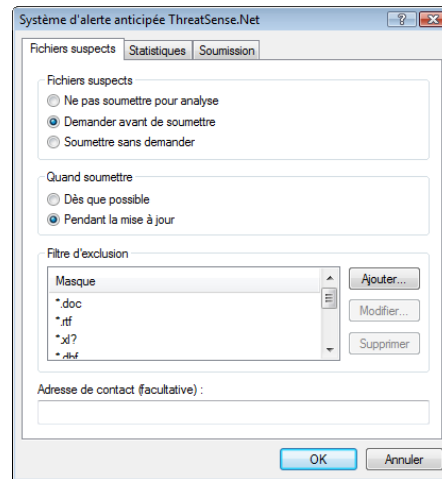 Système d'alerte anticipée ThreatSense.Net
Fichiers suspects
Statistiques
Soumission
Fichiers suspects
Ne pas soumettre pour analyse
Demander avant de soumettre
Soumettre sans demander
Quand soumettre
Dès que possible
Pendant la mise à jour
Filtre d'exclusion
Masque
*.doc
*.rtf
*.xl?
*.dbf
Ajouter...
Modifier...
Supprimer
Adresse de contact (facultative) :
OK
Annuler